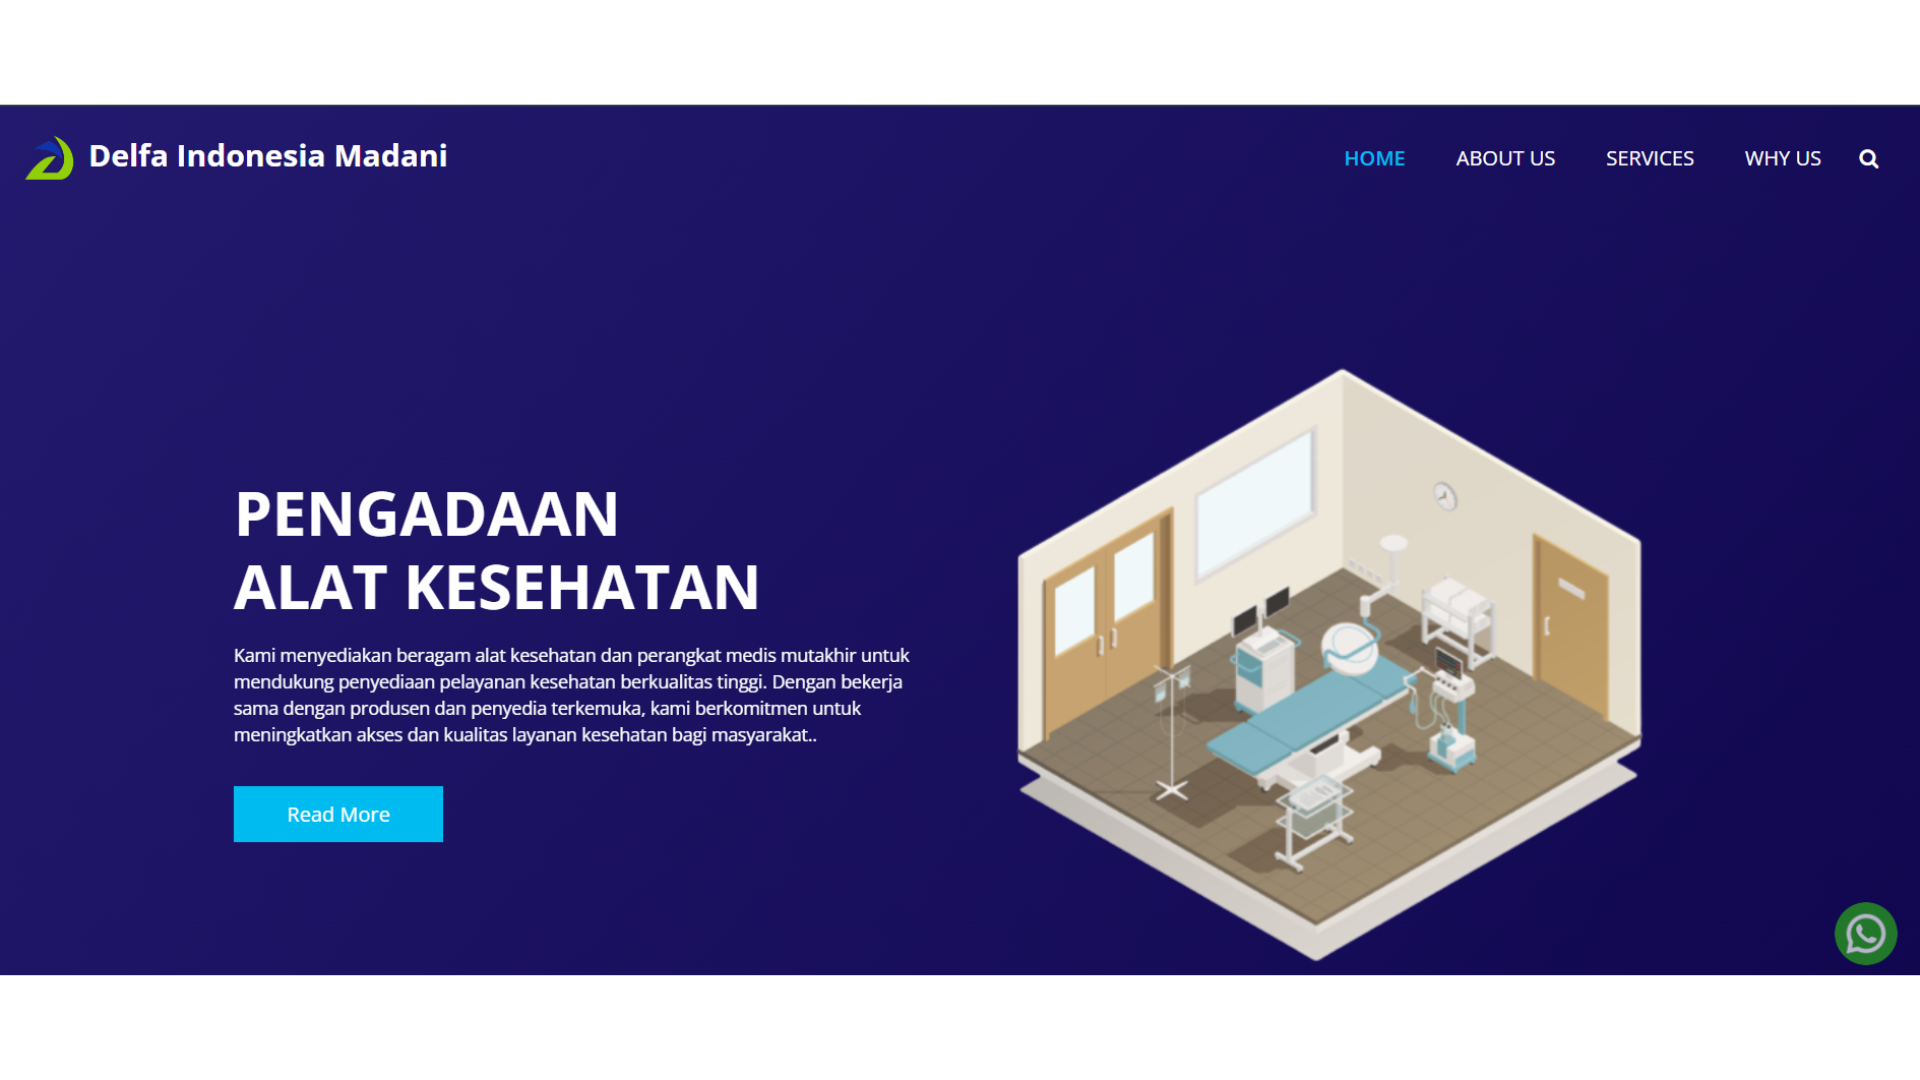 Delfa Indonesia Madani
HOME
ABOUT US
SERVICES
WHY US
PENGADAAN
ALAT KESEHATAN
Kami menyediakan beragam alat kesehatan dan perangkat medis mutakhir untuk
mendukung penyediaan pelayanan kesehatan berkualitas tinggi. Dengan bekerja
sama dengan produsen dan penyedia terkemuka, kami berkomitmen untuk
meningkatkan akses dan kualitas layanan kesehatan bagi masyarakat..
Read More